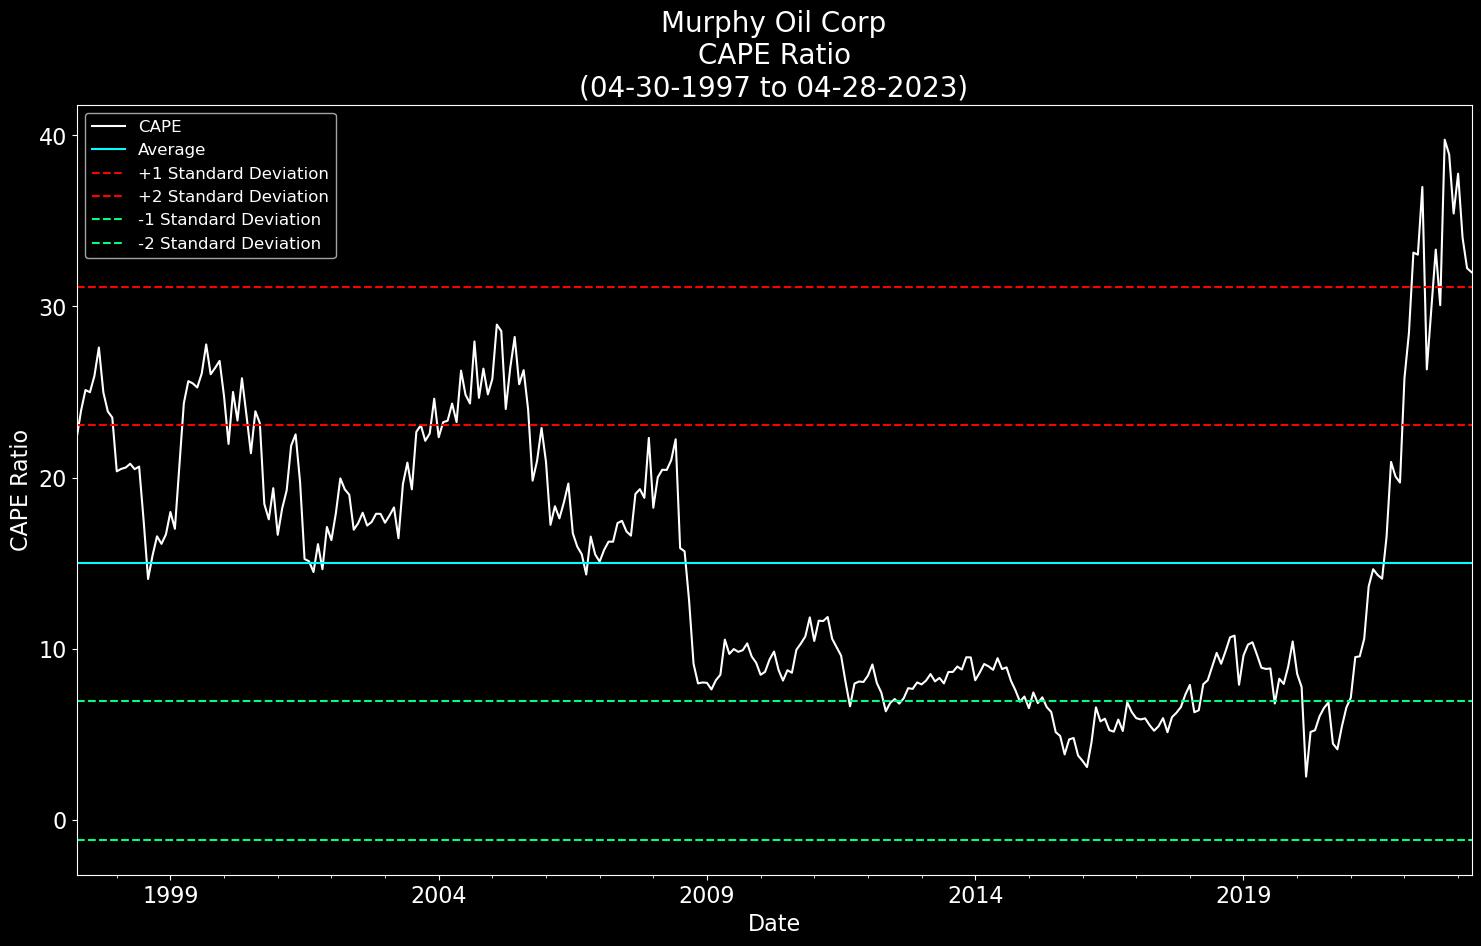 Murphy Oil Corp
CAPE Ratio
(04-30-1997 to 04-28-2023)
CAPE
Average
+1 Standard Deviation
+2 Standard Deviation
-1 Standard Deviation
-2 Standard Deviation
CAPE Ratio
40
30
20
10
0
1999
2004
2009
2014
2019
Date